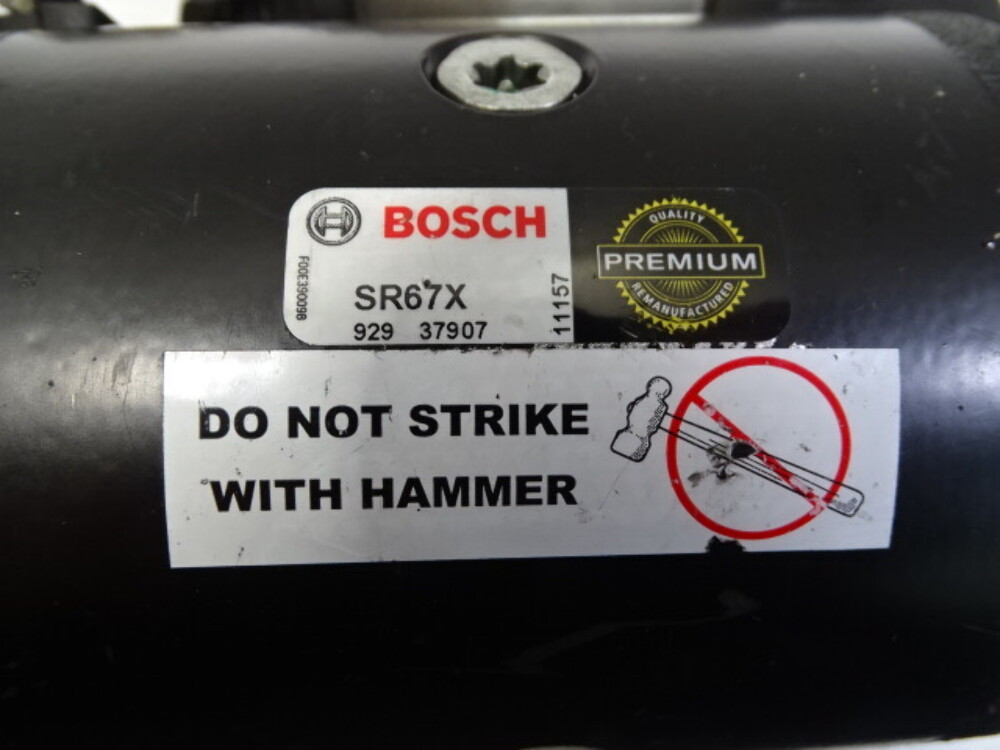 BOSCH
F00E390098
SR67X
929 37907
11157
QUALITY
PREMIUM
REMANUFACTURED
DO NOT STRIKE
WITH HAMMER